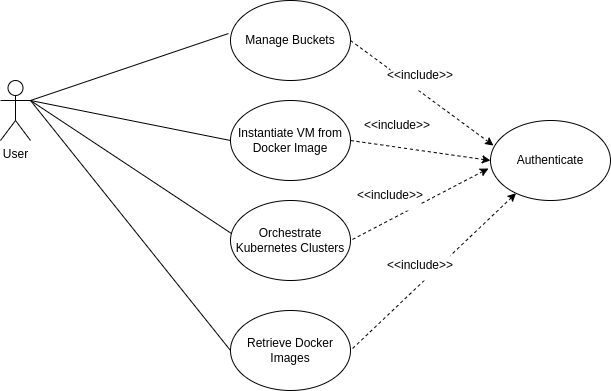 Manage Buckets
<<include>>
Instantiate VM from
Docker Image
<<include>>
User
Authenticate
<<include>>
Orchestrate
Kubernetes Clusters
<<include>>
Retrieve Docker
Images